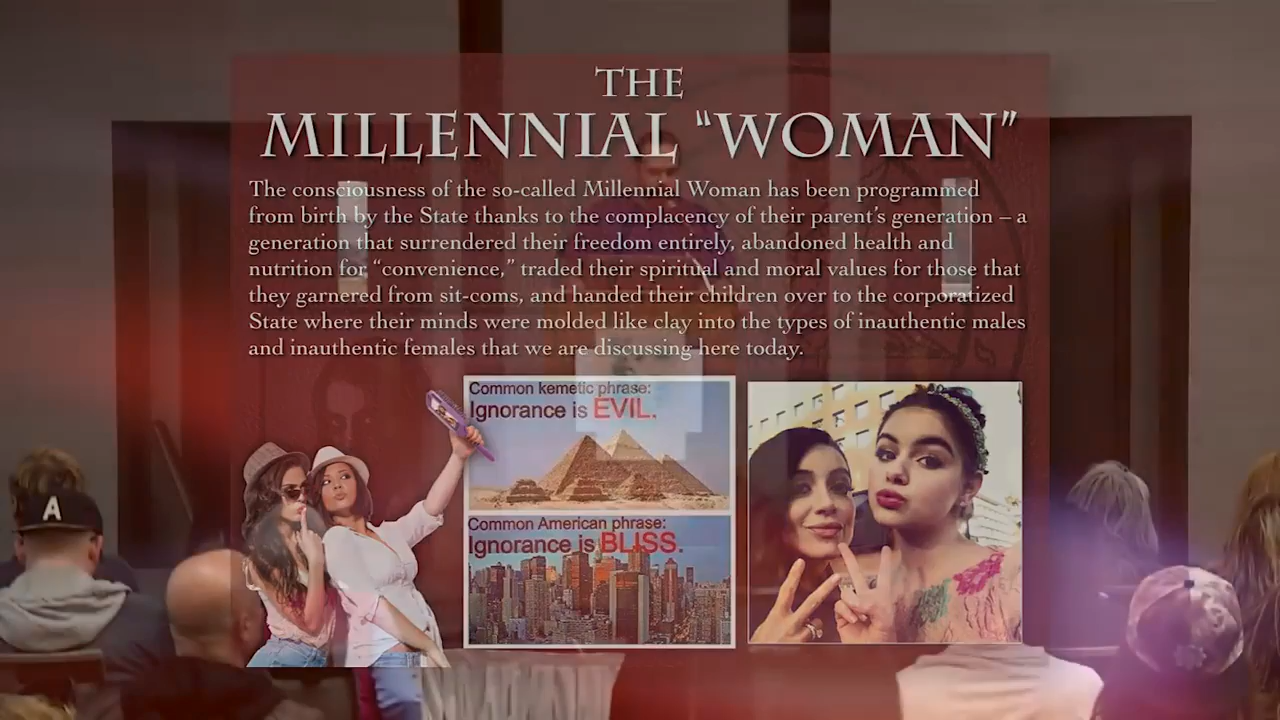 THE
MILLENNIAL “WOMAN”
The consciousness of the so-called Millennial Woman has been programmed
from birth by the State thanks to the complacency of their parent’s generation – a
generation that surrendered their freedom entirely, abandoned health and
nutrition for “convenience,” traded their spiritual and moral values for those that
they garnered from sit-coms, and handed their children over to the corporatized
State where their minds were molded like clay into the types of inauthentic males
and inauthentic females that we are discussing here today.
Common kemetic phrase:
Ignorance is EVIL.
Common American phrase:
Ignorance is BLISS.
A